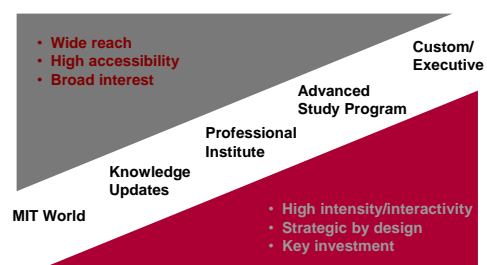 • Wide reach
• High accessibility
• Broad interest
Custom/
Executive
Advanced
Study Program
Professional
Institute
Knowledge
Updates
MIT World
• High intensity/interactivity
• Strategic by design
• Key investment